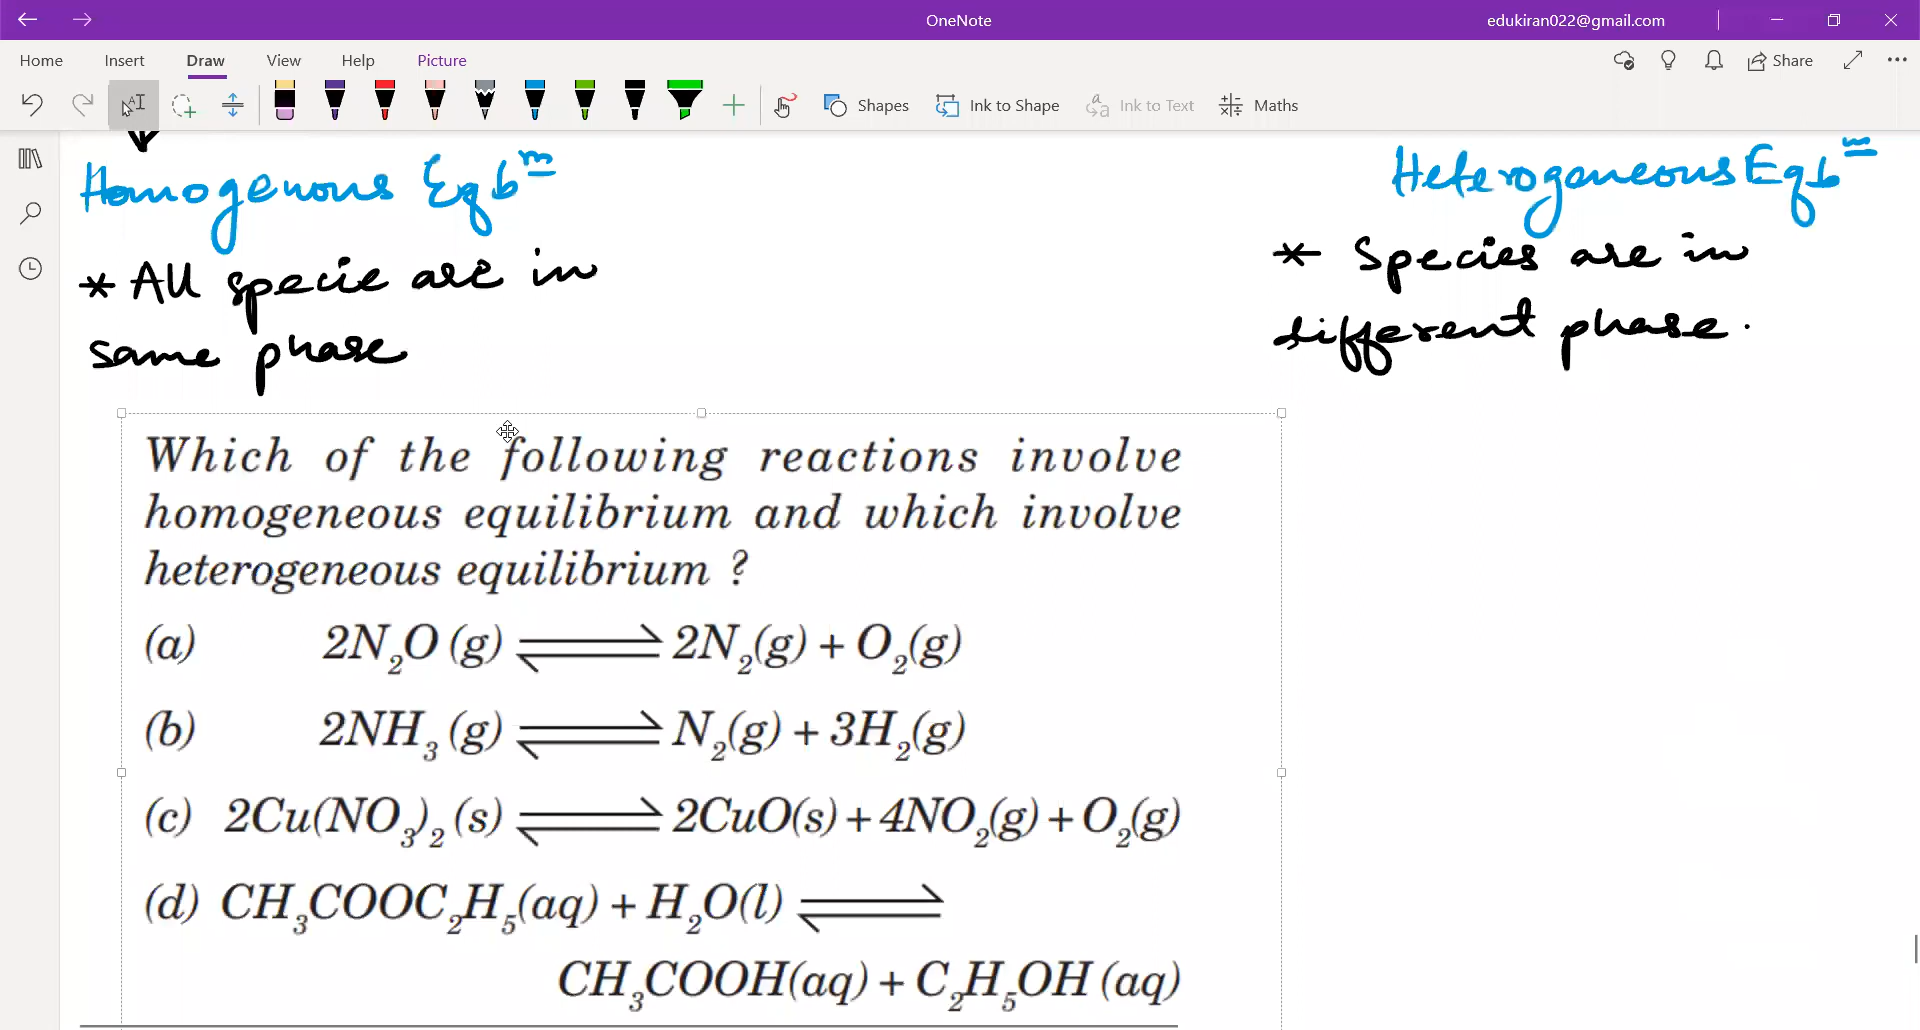 OneNote
edukiran022@gmail.com
Home Insert Draw View Help Picture
Share
Shapes Ink to Shape Ink to Text Maths
Homogenous Eqbᵐ
Heterogeneous Eqbᵐ
* All specie are in
same phase
* Species are in
different phase.
Which of the following reactions involve
homogeneous equilibrium and which involve
heterogeneous equilibrium ?
(a) 2N₂O (g) ⇌ 2N₂(g) + O₂(g)
(b) 2NH₃ (g) ⇌ N₂(g) + 3H₂(g)
(c) 2Cu(NO₃)₂ (s) ⇌ 2CuO(s) + 4NO₂(g) + O₂(g)
(d) CH₃COOC₂H₅(aq) + H₂O(l) ⇌
CH₃COOH(aq) + C₂H₅OH (aq)